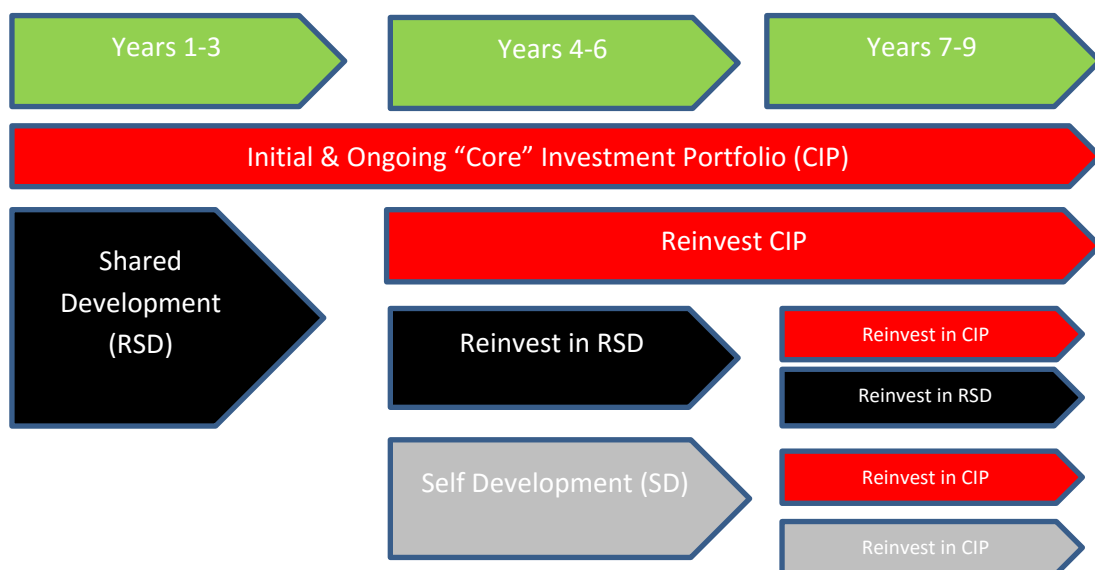 Years 1-3
Years 4-6
Years 7-9
Initial & Ongoing “Core” Investment Portfolio (CIP)
Shared
Development
(RSD)
Reinvest CIP
Reinvest in RSD
Reinvest in CIP
Reinvest in RSD
Self Development (SD)
Reinvest in CIP
Reinvest in CIP